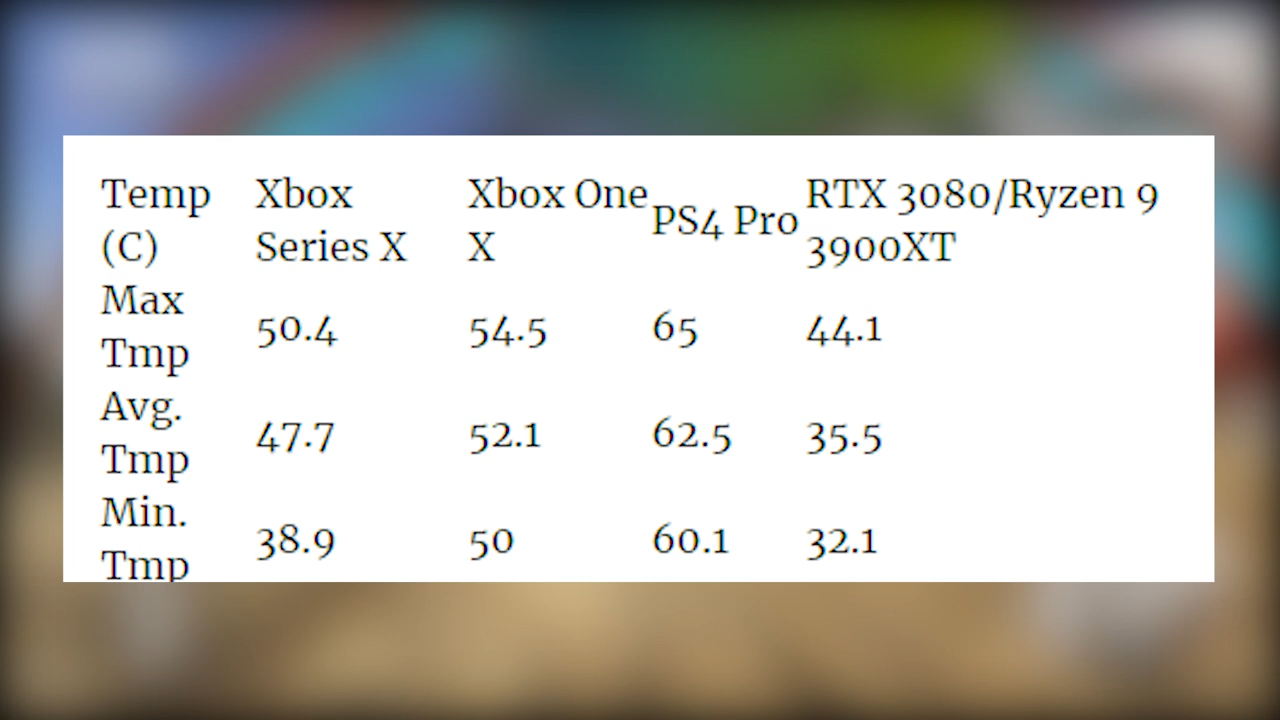 Temp (C) Xbox Series X Xbox One X PS4 Pro RTX 3080/Ryzen 9 3900XT
Max Tmp 50.4 54.5 65 44.1
Avg. Tmp 47.7 52.1 62.5 35.5
Min. Tmp 38.9 50 60.1 32.1